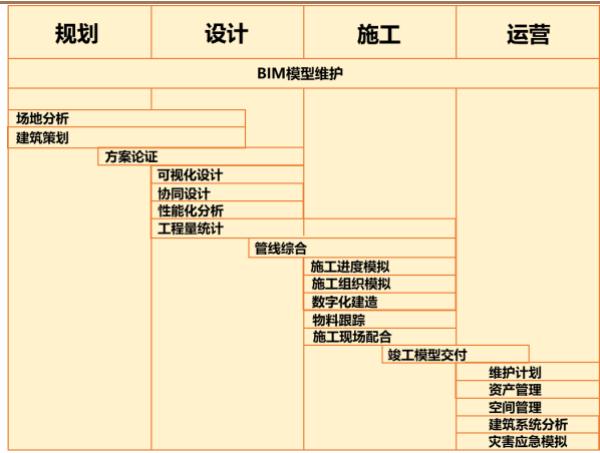 规划 设计 施工 运营
BIM模型维护
场地分析
建筑策划
方案论证
可视化设计
协同设计
性能化分析
工程量统计
管线综合
施工进度模拟
施工组织模拟
数字化建造
物料跟踪
施工现场配合
竣工模型交付
维护计划
资产管理
空间管理
建筑系统分析
灾害应急模拟